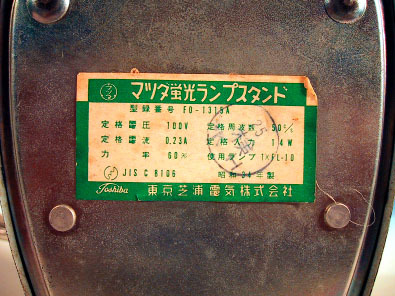 マツダ蛍光ランプスタンド
型録番号 FO-1315A
定格電圧 100V 定格周波数 50c/s
定格電流 0.23A 定格入力 14W
力率 60% 使用ランプ 1×FL-10
JIS C 8106 昭和34年製
Toshiba 東京芝浦電気株式会社